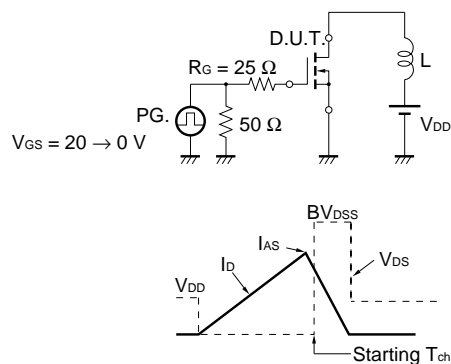 D.U.T.
RG = 25 Ω
L
PG.
50 Ω
VDD
VGS = 20 → 0 V
BVDSS
IAS
ID
VDS
VDD
Starting Tch